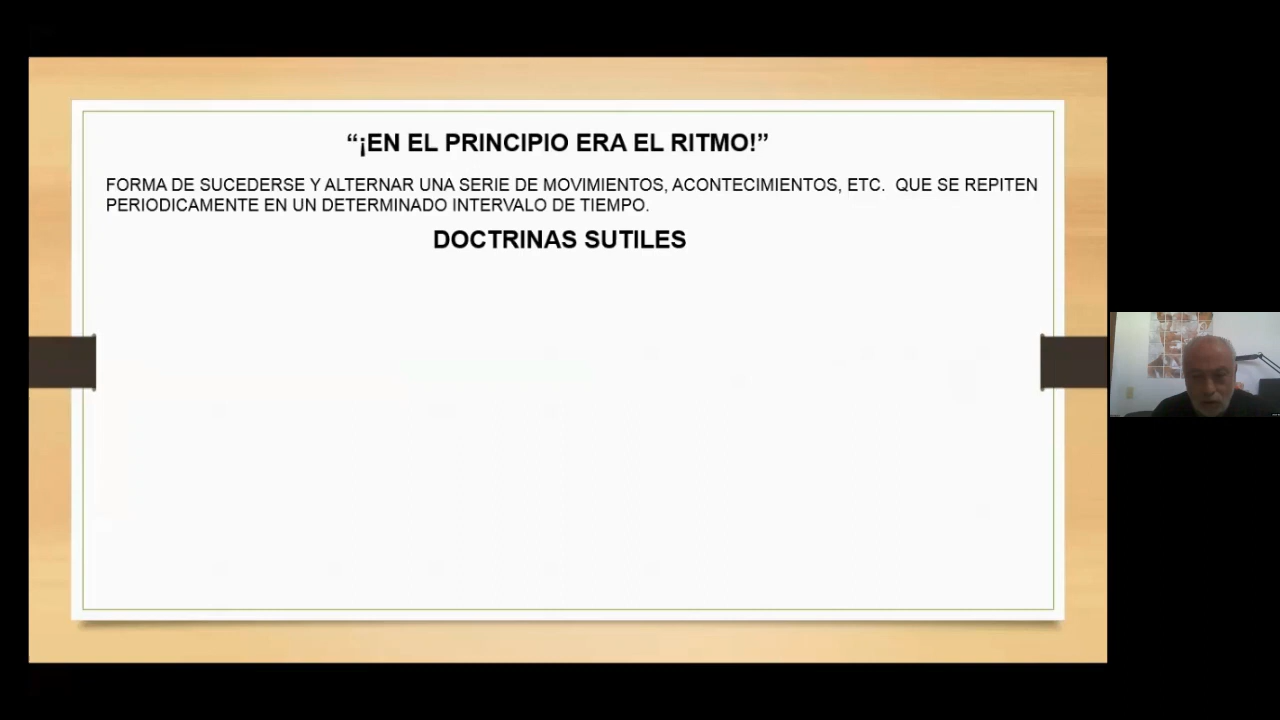 “¡EN EL PRINCIPIO ERA EL RITMO!”
FORMA DE SUCEDERSE Y ALTERNAR UNA SERIE DE MOVIMIENTOS, ACONTECIMIENTOS, ETC.  QUE SE REPITEN
PERIODICAMENTE EN UN DETERMINADO INTERVALO DE TIEMPO.
DOCTRINAS SUTILES